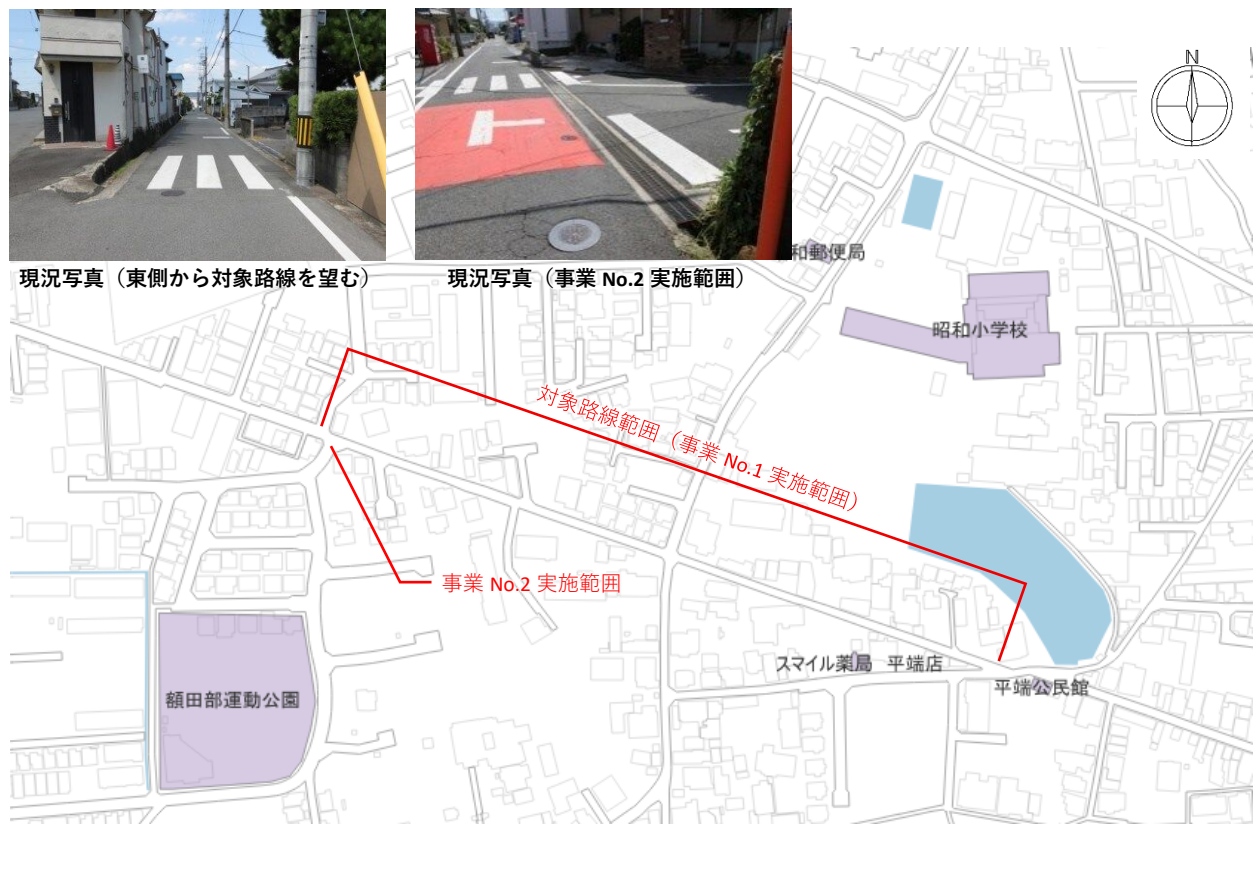 現況写真（東側から対象路線を望む）
現況写真（事業 No.2 実施範囲）
N
和郵便局
昭和小学校
対象路線範囲（事業 No.1 実施範囲）
事業 No.2 実施範囲
スマイル薬局 平端店
平端公民館
額田部運動公園